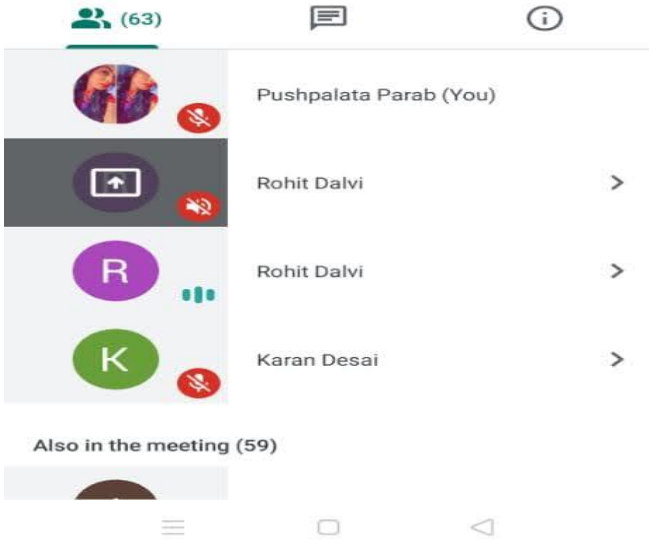 (63)
Pushpalata Parab (You)
Rohit Dalvi
R
Rohit Dalvi
K
Karan Desai
Also in the meeting (59)